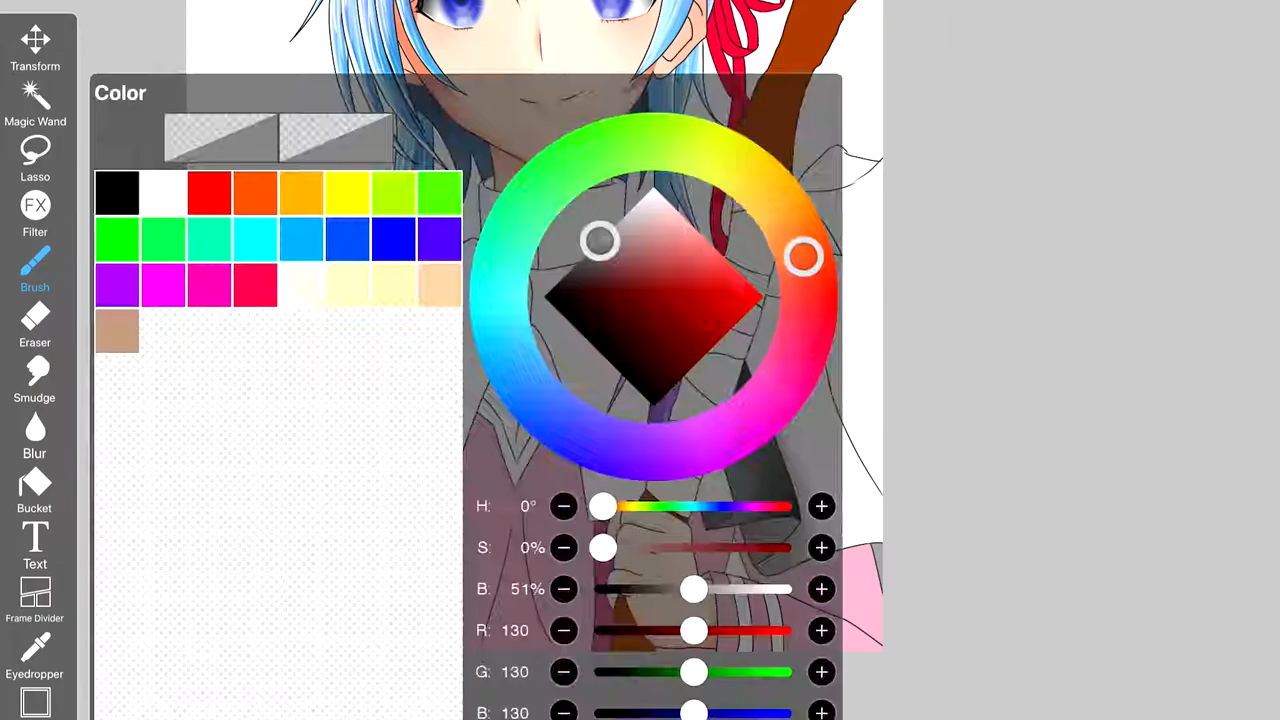 Transform
Magic Wand
Lasso
FX
Filter
Brush
Eraser
Smudge
Blur
Bucket
T
Text
Frame Divider
Eyedropper
Color
H: 0°
S: 0%
B: 51%
R: 130
G: 130
B: 130